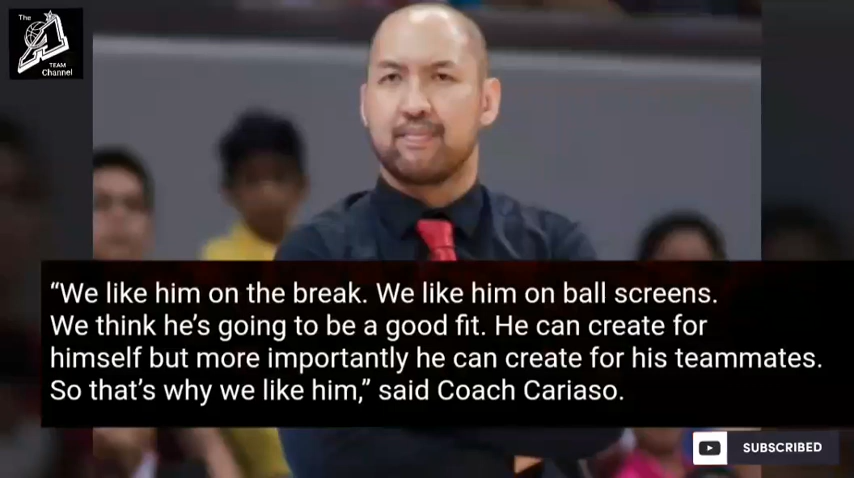 The
TEAM
Channel
“We like him on the break. We like him on ball screens.
We think he’s going to be a good fit. He can create for
himself but more importantly he can create for his teammates.
So that’s why we like him,” said Coach Cariaso.
SUBSCRIBED